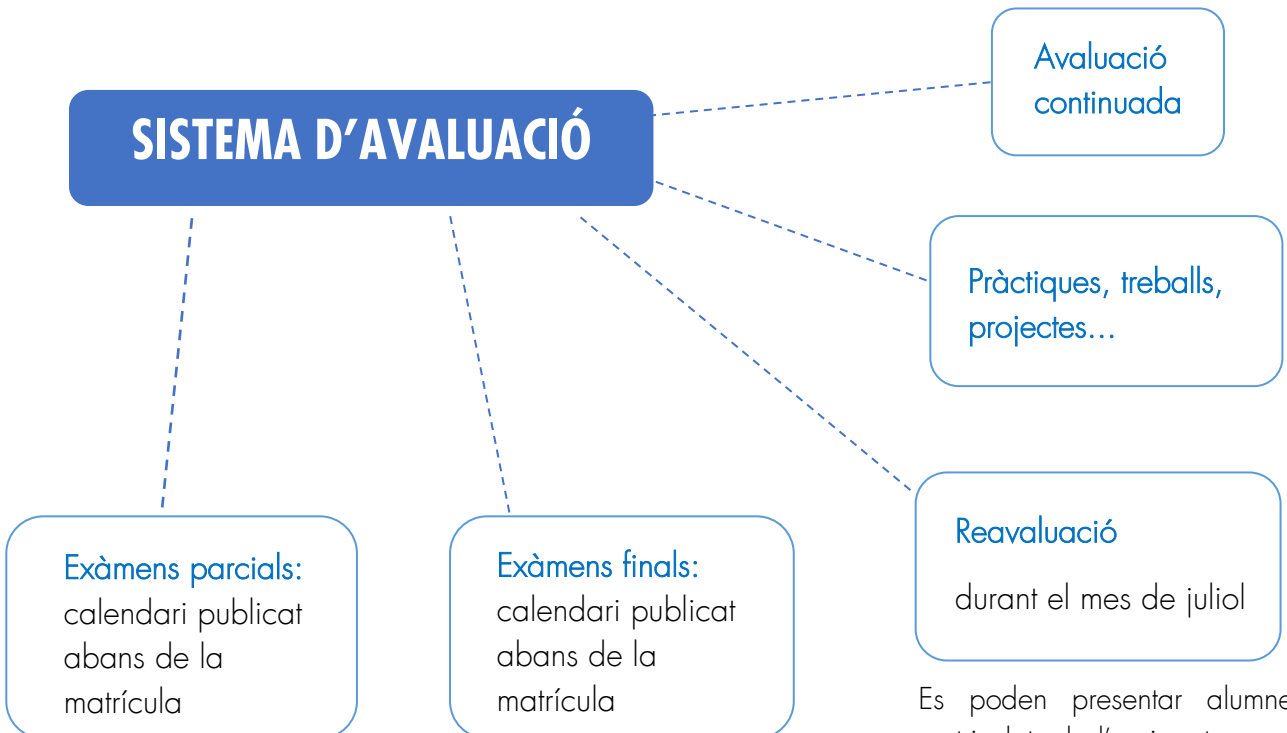 SISTEMA D'AVALUACIÓ
Avaluació
continuada
Pràctiques, treballs,
projectes...
Reavaluació
durant el mes de juliol
Exàmens parcials:
calendari publicat
abans de la
matrícula
Exàmens finals:
calendari publicat
abans de la
matrícula
Es poden presentar